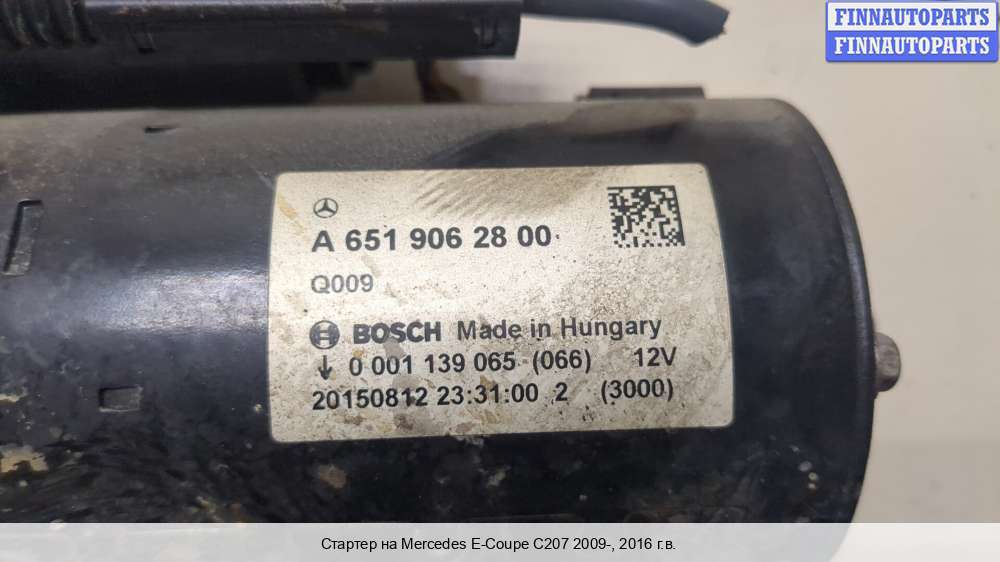 FINNAUTOPARTS
FINNAUTOPARTS
A 651 906 28 00
Q009
BOSCH Made in Hungary
↓ 0 001 139 065 (066) 12V
20150812 23:31:00 2 (3000)
Стартер на Mercedes E-Coupe C207 2009-, 2016 г.в.